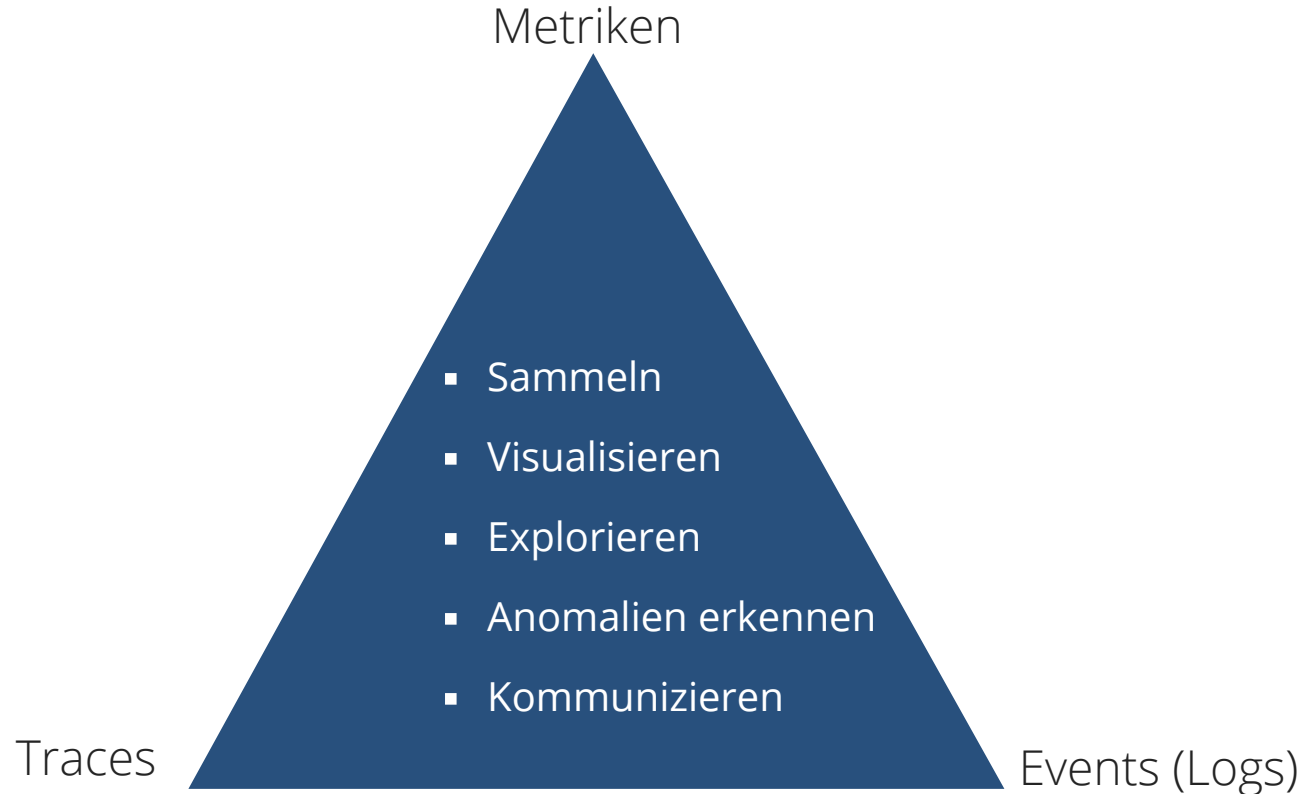 Metriken
▪ Sammeln
▪ Visualisieren
▪ Explorieren
▪ Anomalien erkennen
▪ Kommunizieren
Traces
Events (Logs)